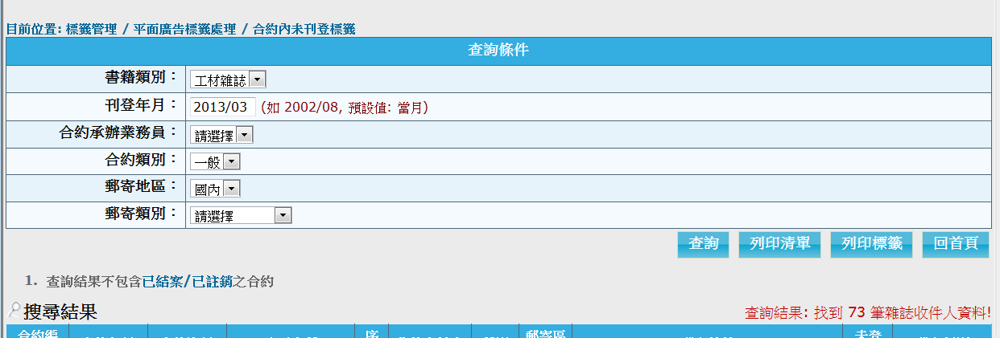 目前位置: 標籤管理 / 平面廣告標籤處理 / 合約內未刊登標籤
查詢條件
書籍類別： 工材雜誌
刊登年月： 2013/03 (如 2002/08, 預設值: 當月)
合約承辦業務員： 請選擇
合約類別： 一般
郵寄地區： 國內
郵寄類別： 請選擇
查詢 列印清單 列印標籤 回首頁
1. 查詢結果不包含已結案/已註銷之合約
搜尋結果 查詢結果: 找到 73 筆雜誌收件人資料!
合約編 序 郵寄區 未登